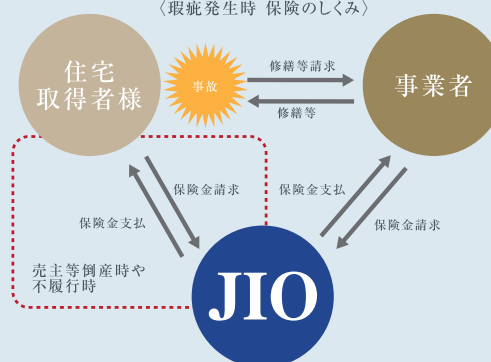 〈瑕疵発生時 保険のしくみ〉
住宅
取得者様
事故
修繕等請求
修繕等
事業者
保険金請求
保険金支払
保険金支払
保険金請求
売主等倒産時や
不履行時
JIO